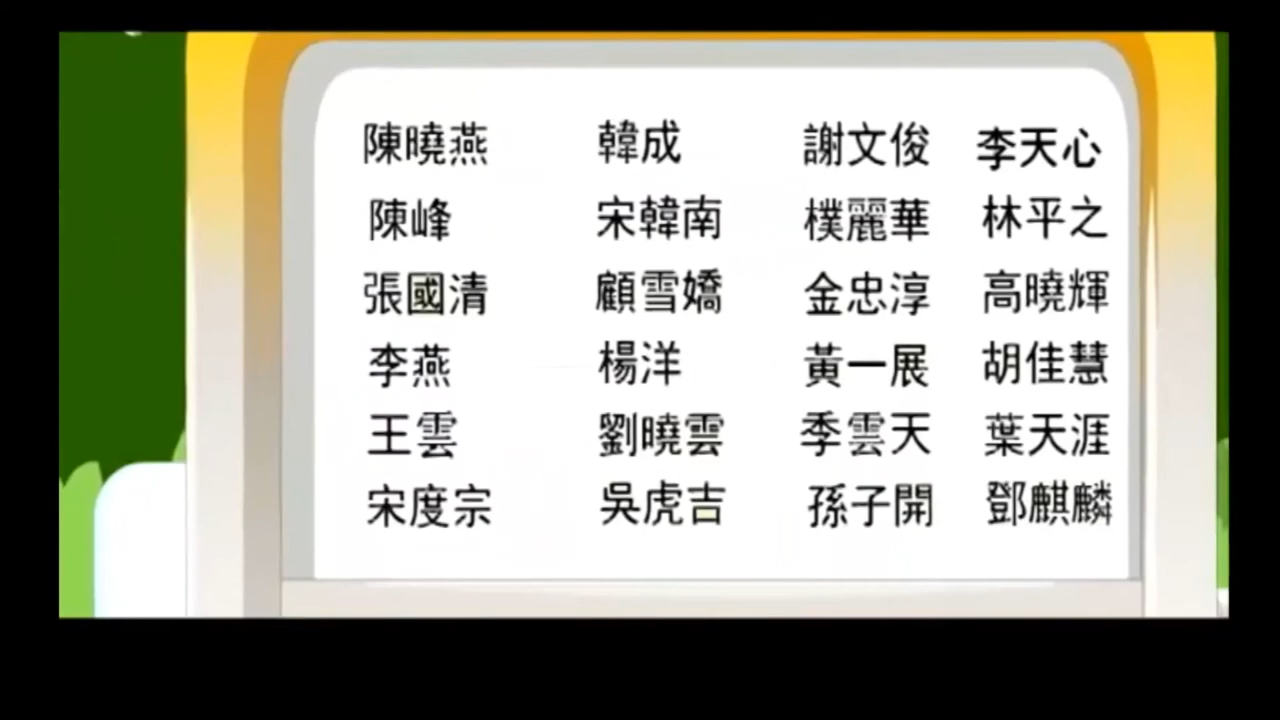 陳曉燕 韓成 謝文俊 李天心
陳峰 宋韓南 樸麗華 林平之
張國清 顧雪嬌 金忠淳 高曉輝
李燕 楊洋 黃一展 胡佳慧
王雲 劉曉雲 季雲天 葉天涯
宋度宗 吳虎吉 孫子開 鄧麒麟